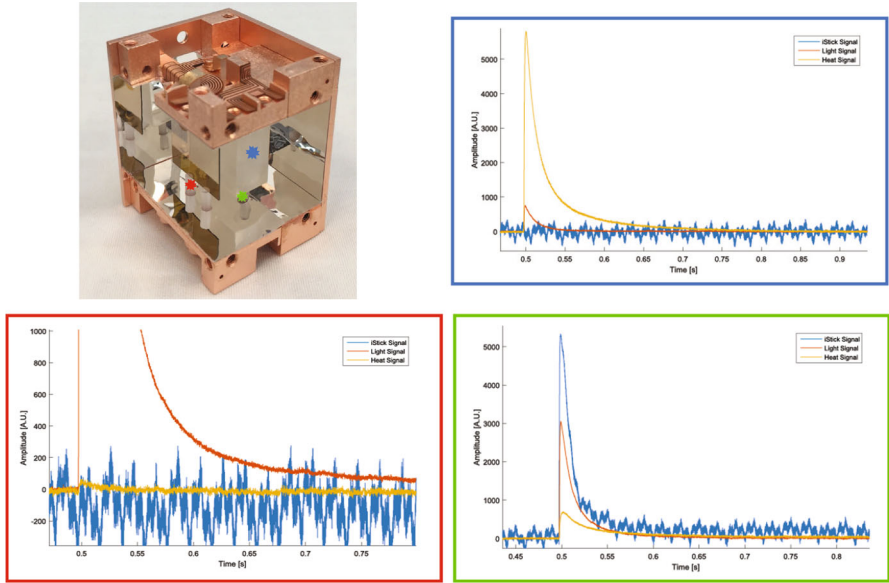 5000
4000
3000
2000
1000
0
Amplitude [A.U.]
iStick Signal
Light Signal
Heat Signal
0.5
0.55
0.6
0.65
0.7
0.75
0.8
0.85
0.9
Time [s]
1000
800
600
400
200
0
-200
Amplitude [A.U.]
iStick Signal
Light Signal
Heat Signal
0.5
0.55
0.6
0.65
0.7
0.75
Time [s]
5000
4000
3000
2000
1000
0
Amplitude [A.U.]
iStick Signal
Light Signal
Heat Signal
0.45
0.5
0.55
0.6
0.65
0.7
0.75
0.8
Time [s]